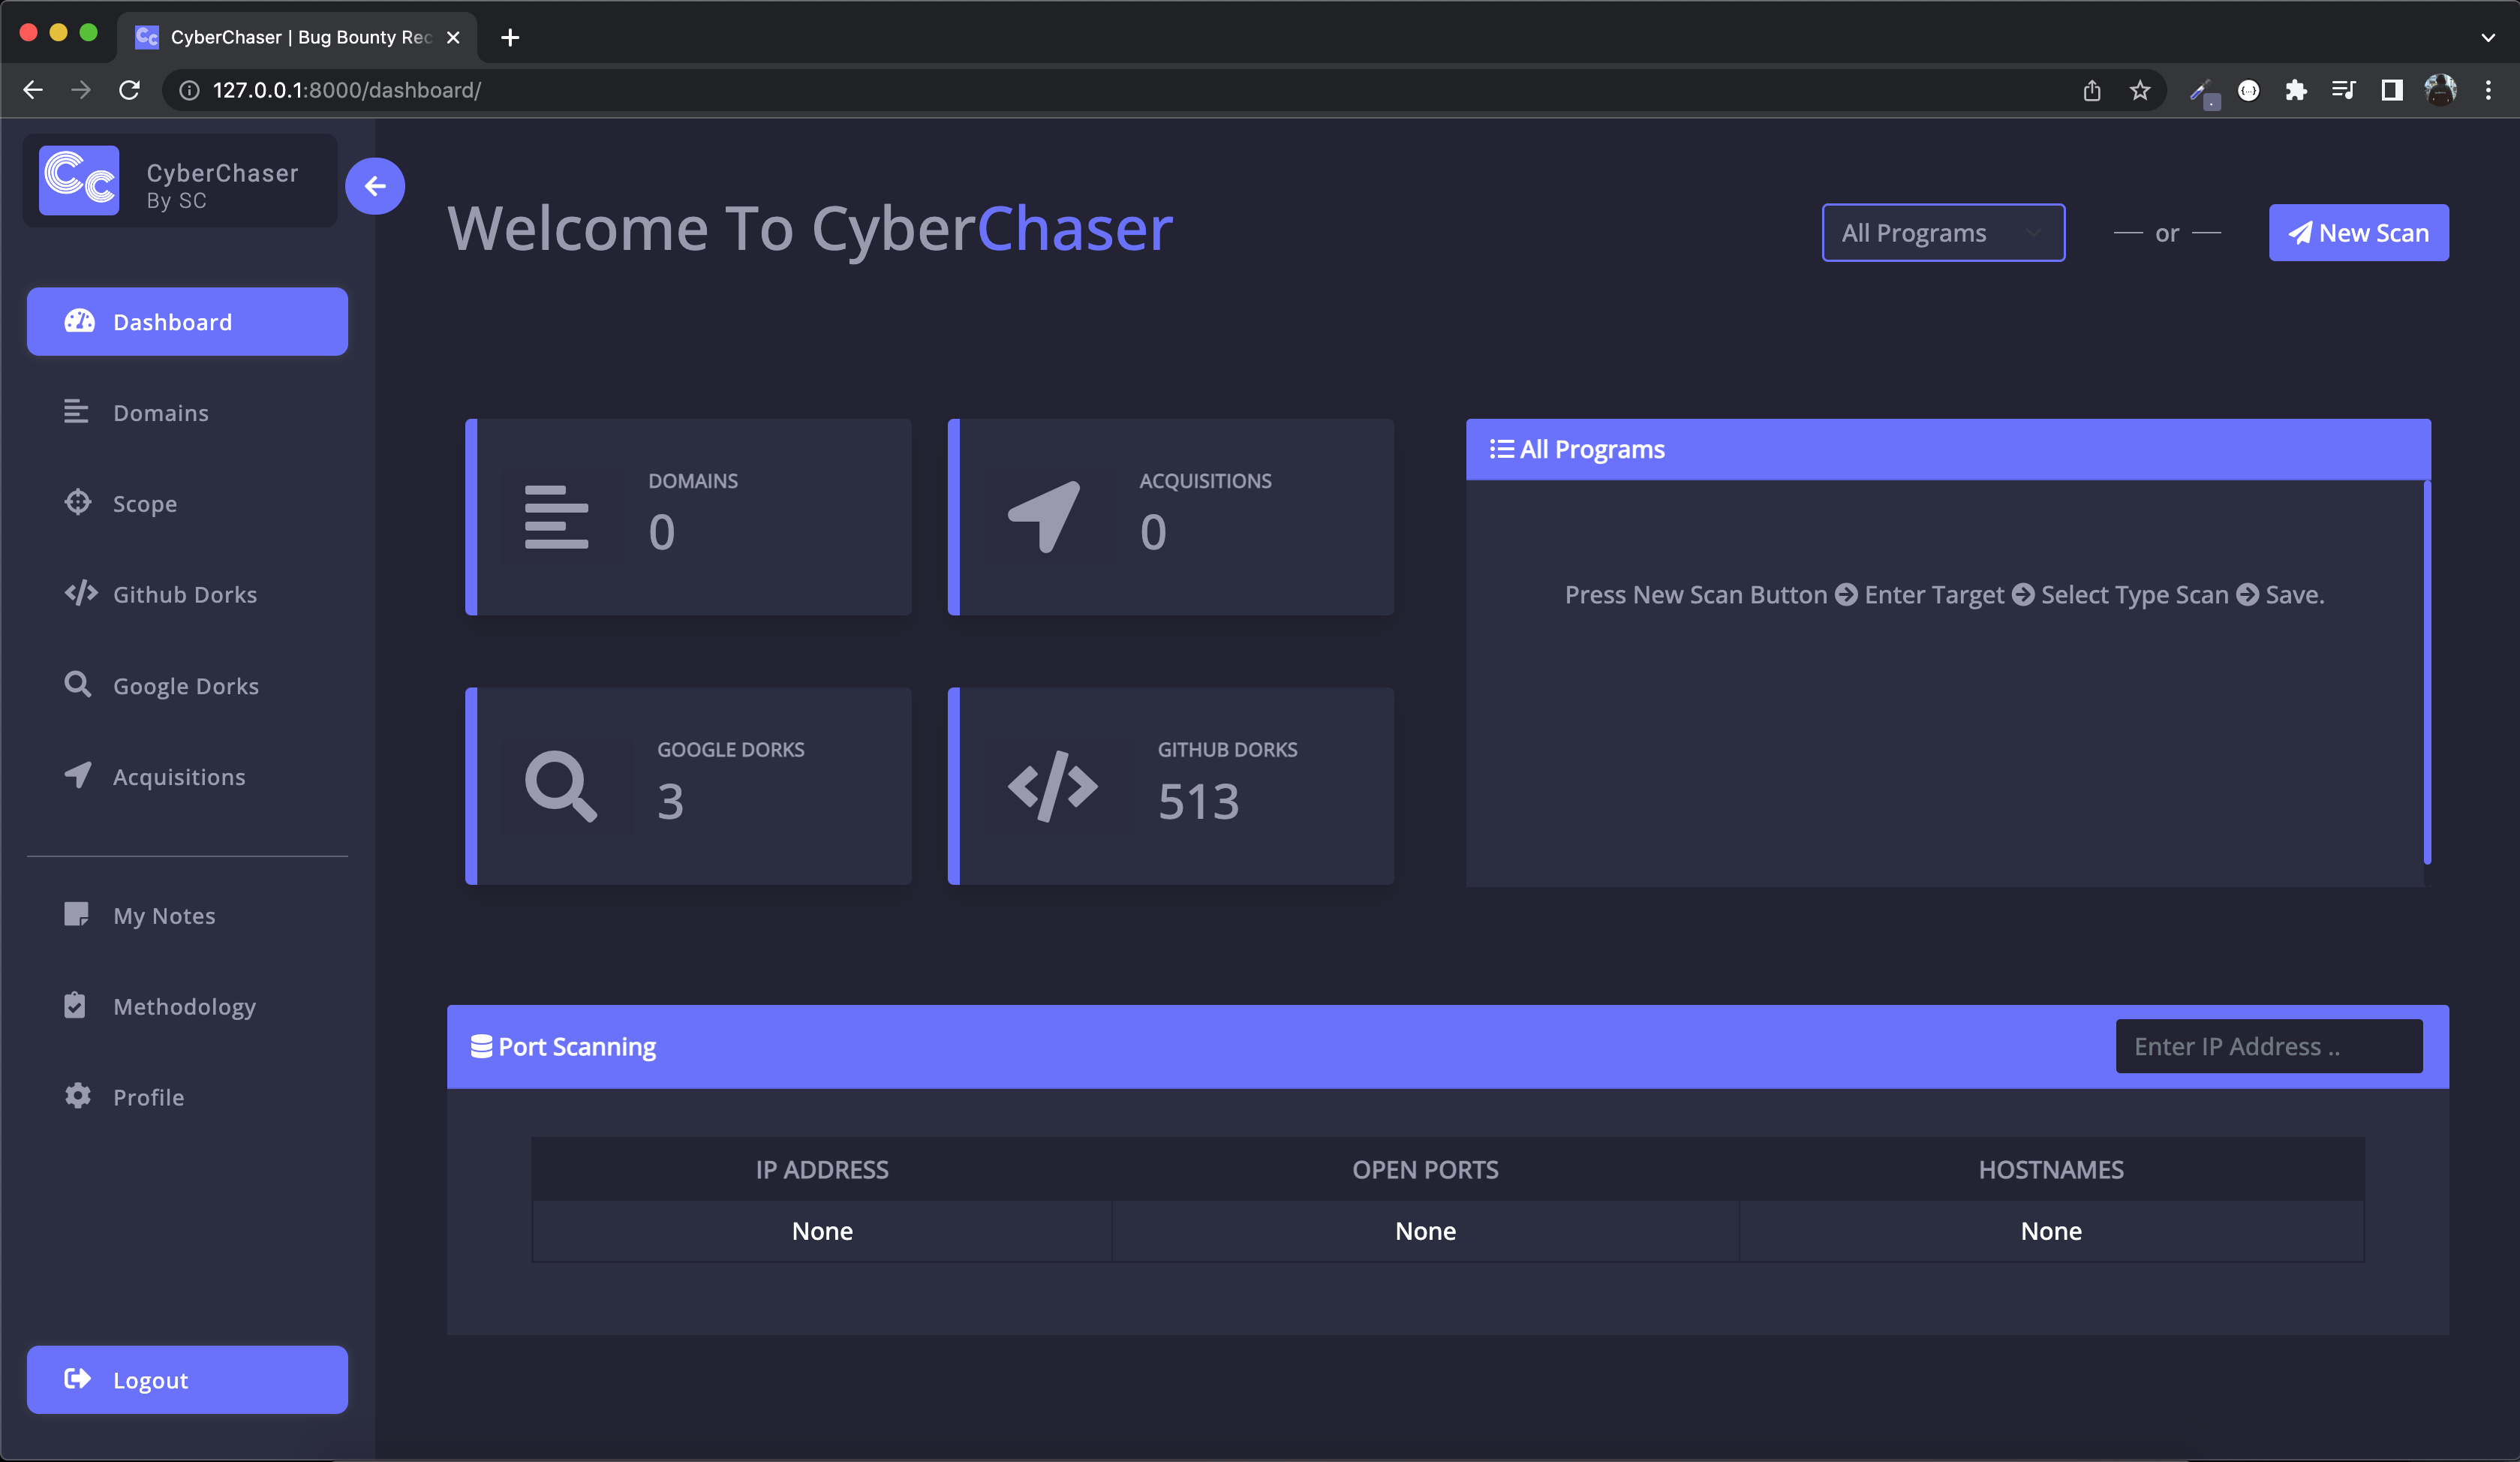 CyberChaser | Bug Bounty Rec
127.0.0.1:8000/dashboard/
CyberChaser
By SC
Dashboard
Domains
Scope
Github Dorks
Google Dorks
Acquisitions
My Notes
Methodology
Profile
Logout
Welcome To CyberChaser
All Programs
or
New Scan
DOMAINS
0
ACQUISITIONS
0
GOOGLE DORKS
3
GITHUB DORKS
513
All Programs
Press New Scan Button Enter Target Select Type Scan Save.
Port Scanning
Enter IP Address ..
IP ADDRESS OPEN PORTS HOSTNAMES
None None None